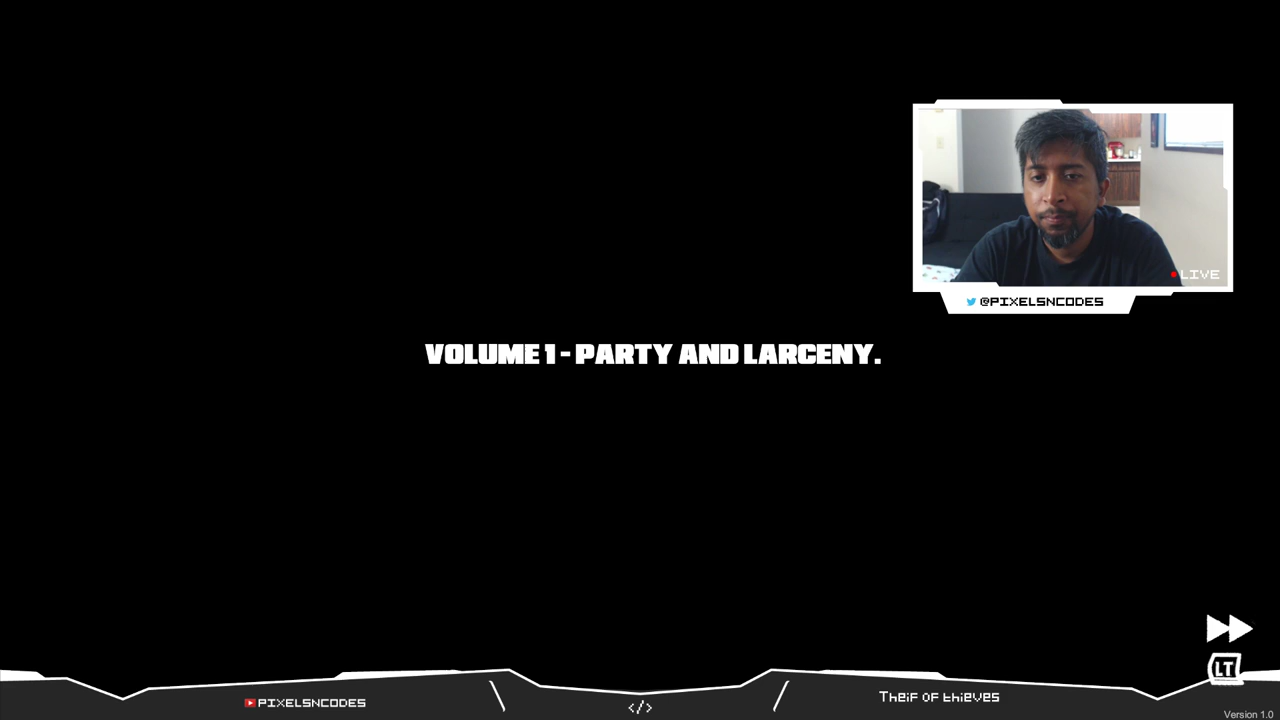 LIVE
@PIXELSNCODES
VOLUME 1 - PARTY AND LARCENY.
LT
PIXELSNCODES
</>
Theif of thieves
Version 1.0